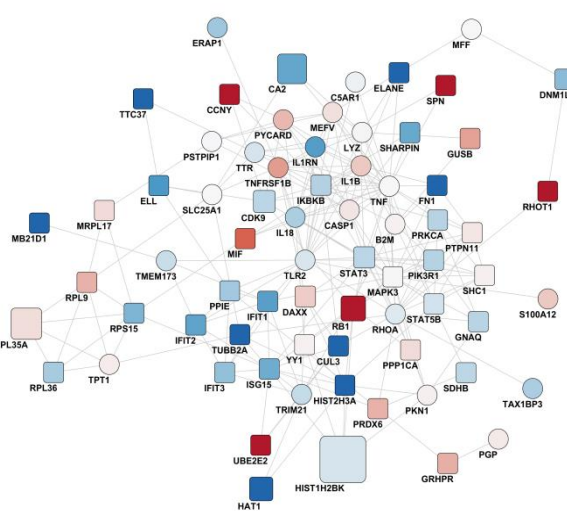 ERAP1
MFF
CA2
C5AR1
ELANE
SPN
DNM1L
TTC37
CCNY
PYCARD
MEFV
LYZ
SHARPIN
GUSB
PSTPIP1
TTR
IL1RN
TNFRSF1B
IL1B
IKBKB
TNF
FN1
RHOT1
ELL
SLC25A1
CDK9
CASP1
MRPL17
IL18
B2M
PRKCA
PTPN11
MB21D1
MIF
TMEM173
TLR2
STAT3
PIK3R1
MAPK3
SHC1
RPL9
RPS15
PPIE
IFIT1
DAXX
RB1
RHOA
STAT5B
GNAQ
S100A12
PL35A
IFIT2
TUBB2A
YY1
CUL3
PPP1CA
RPL36
TPT1
IFIT3
ISG15
HIST2H3A
SDHB
TAX1BP3
TRIM21
PRDX6
PKN1
UBE2E2
HIST1H2BK
GRHPR
PGP
HAT1